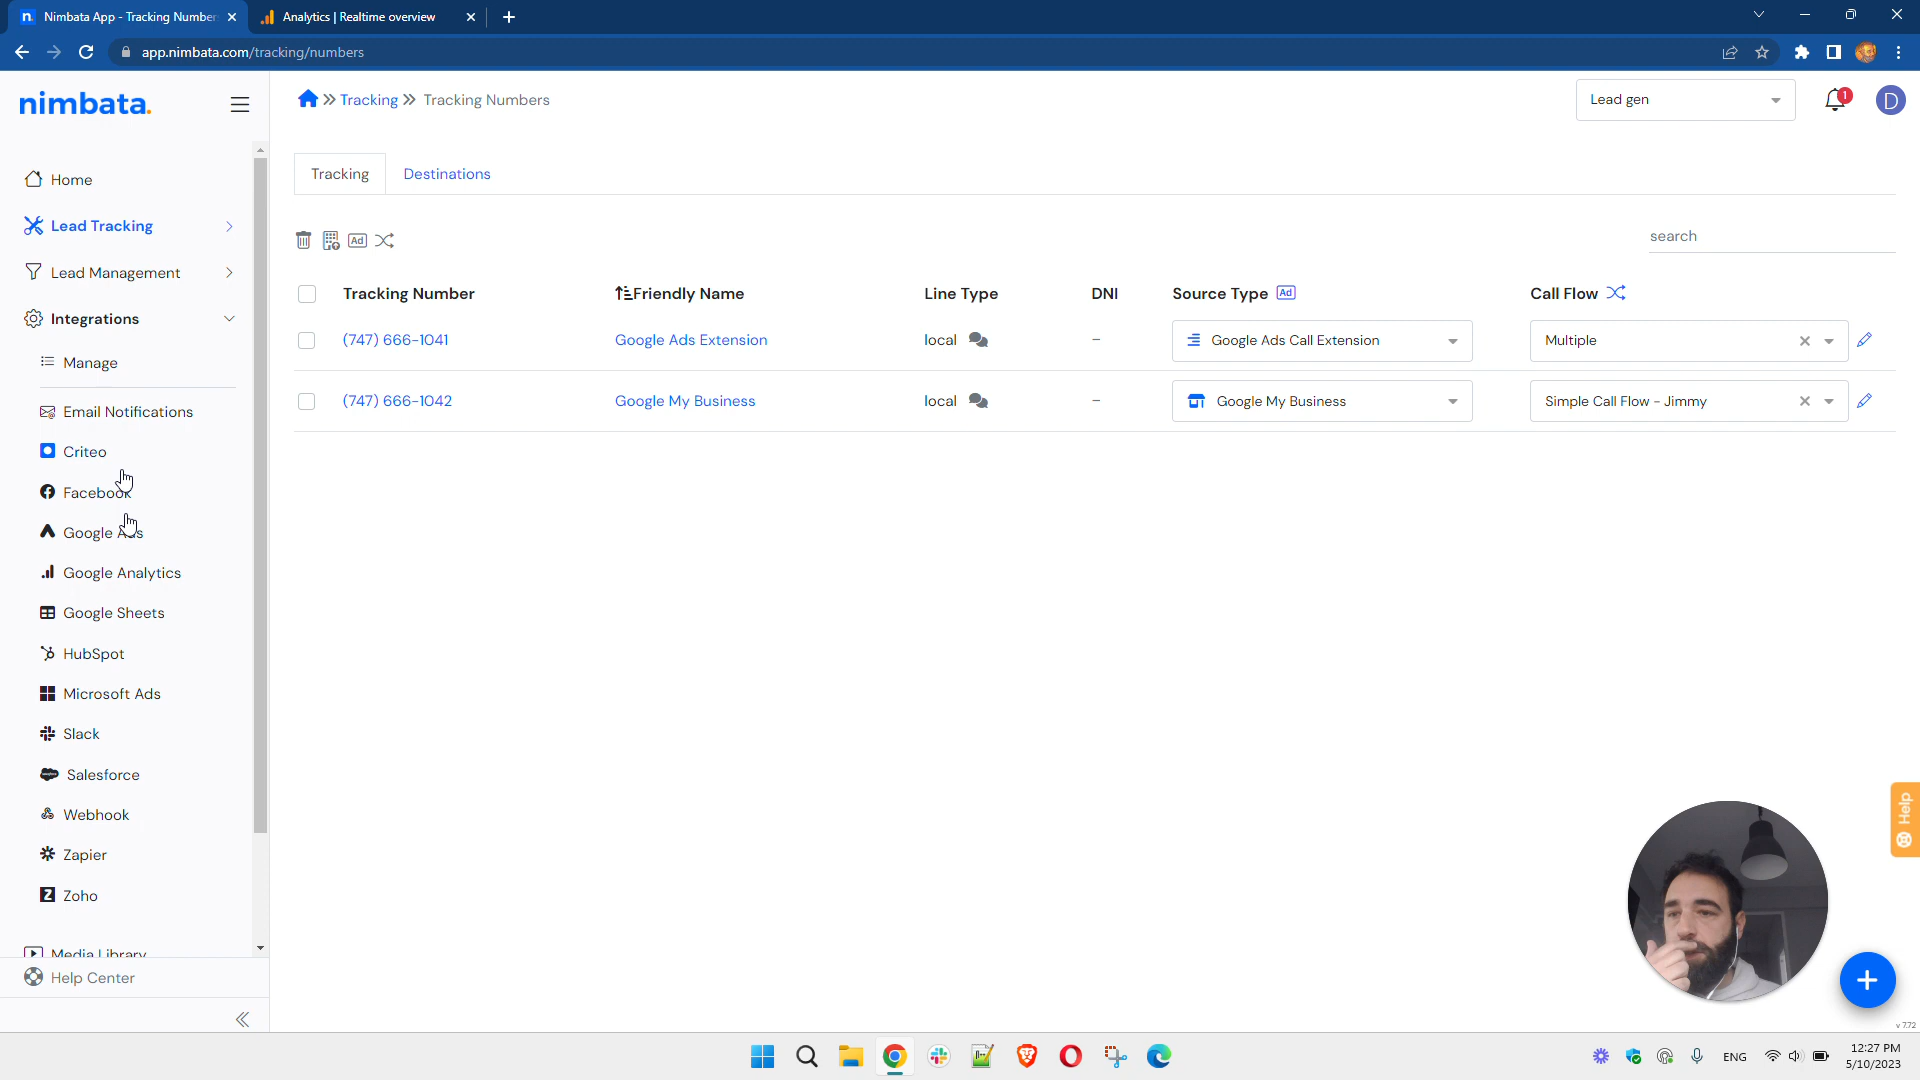 Nimbata App - Tracking Number
Analytics | Realtime overview
app.nimbata.com/tracking/numbers
nimbata.
Tracking
Tracking Numbers
Lead gen
1
D
Home
Lead Tracking
Lead Management
Integrations
Manage
Email Notifications
Criteo
Facebook
Google Ads
Google Analytics
Google Sheets
HubSpot
Microsoft Ads
Slack
Salesforce
Webhook
Zapier
Zoho
Media Library
Help Center
Tracking
Destinations
Ad
search
Tracking Number
Friendly Name
Line Type
DNI
Source Type
Ad
Call Flow
(747) 666-1041
Google Ads Extension
local
–
Google Ads Call Extension
Multiple
(747) 666-1042
Google My Business
local
–
Google My Business
Simple Call Flow - Jimmy
Help
v 7.72
ENG
12:27 PM
5/10/2023